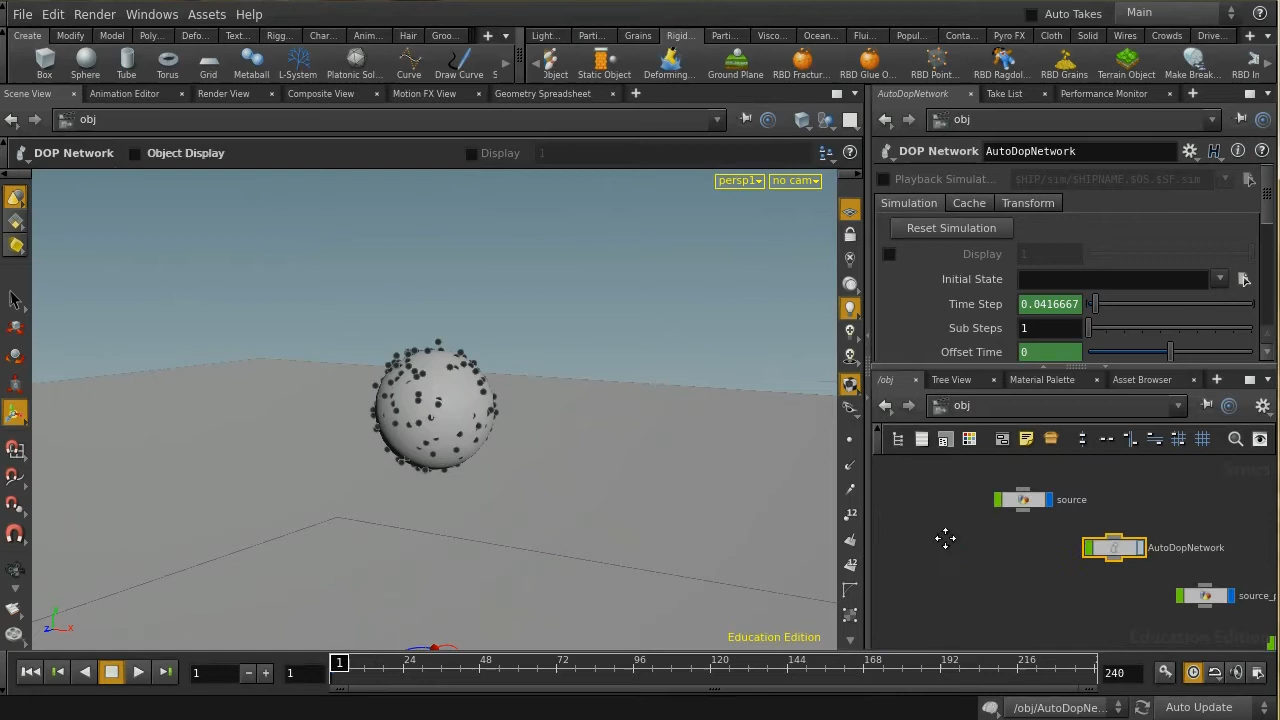 File Edit Render Windows Assets Help Auto Takes Main
Create Modify Model Poly... Defo... Text... Rigg... Char... Anim... Hair Groo... Light... Parti... Grains Rigid... Parti... Visco... Ocean... Flui... Popul... Conta... Pyro FX Cloth Solid Wires Crowds Drive...
Box Sphere Tube Torus Grid Metaball L-System Platonic Sol... Curve Draw Curve S Object Static Object Deforming... Ground Plane RBD Fractur... RBD Glue O... RBD Point... RBD Ragdol... RBD Grains Terrain Object Make Break... RBD In
Scene View Animation Editor Render View Composite View Motion FX View Geometry Spreadsheet AutoDopNetwork Take List Performance Monitor
obj obj
DOP Network Object Display Display 1 DOP Network AutoDopNetwork
persp1 no cam
Playback Simulat... $HIP/sim/$HIPNAME.$OS.$SF.sim
Simulation Cache Transform
Reset Simulation
Display 1
Initial State
Time Step 0.0416667
Sub Steps 1
Offset Time 0
/obj Tree View Material Palette Asset Browser
obj
source
AutoDopNetwork
source_p
12
12
z x
Education Edition Education Edition
1 1 1 24 48 72 96 120 144 168 192 216 2 240
/obj/AutoDopNe... Auto Update